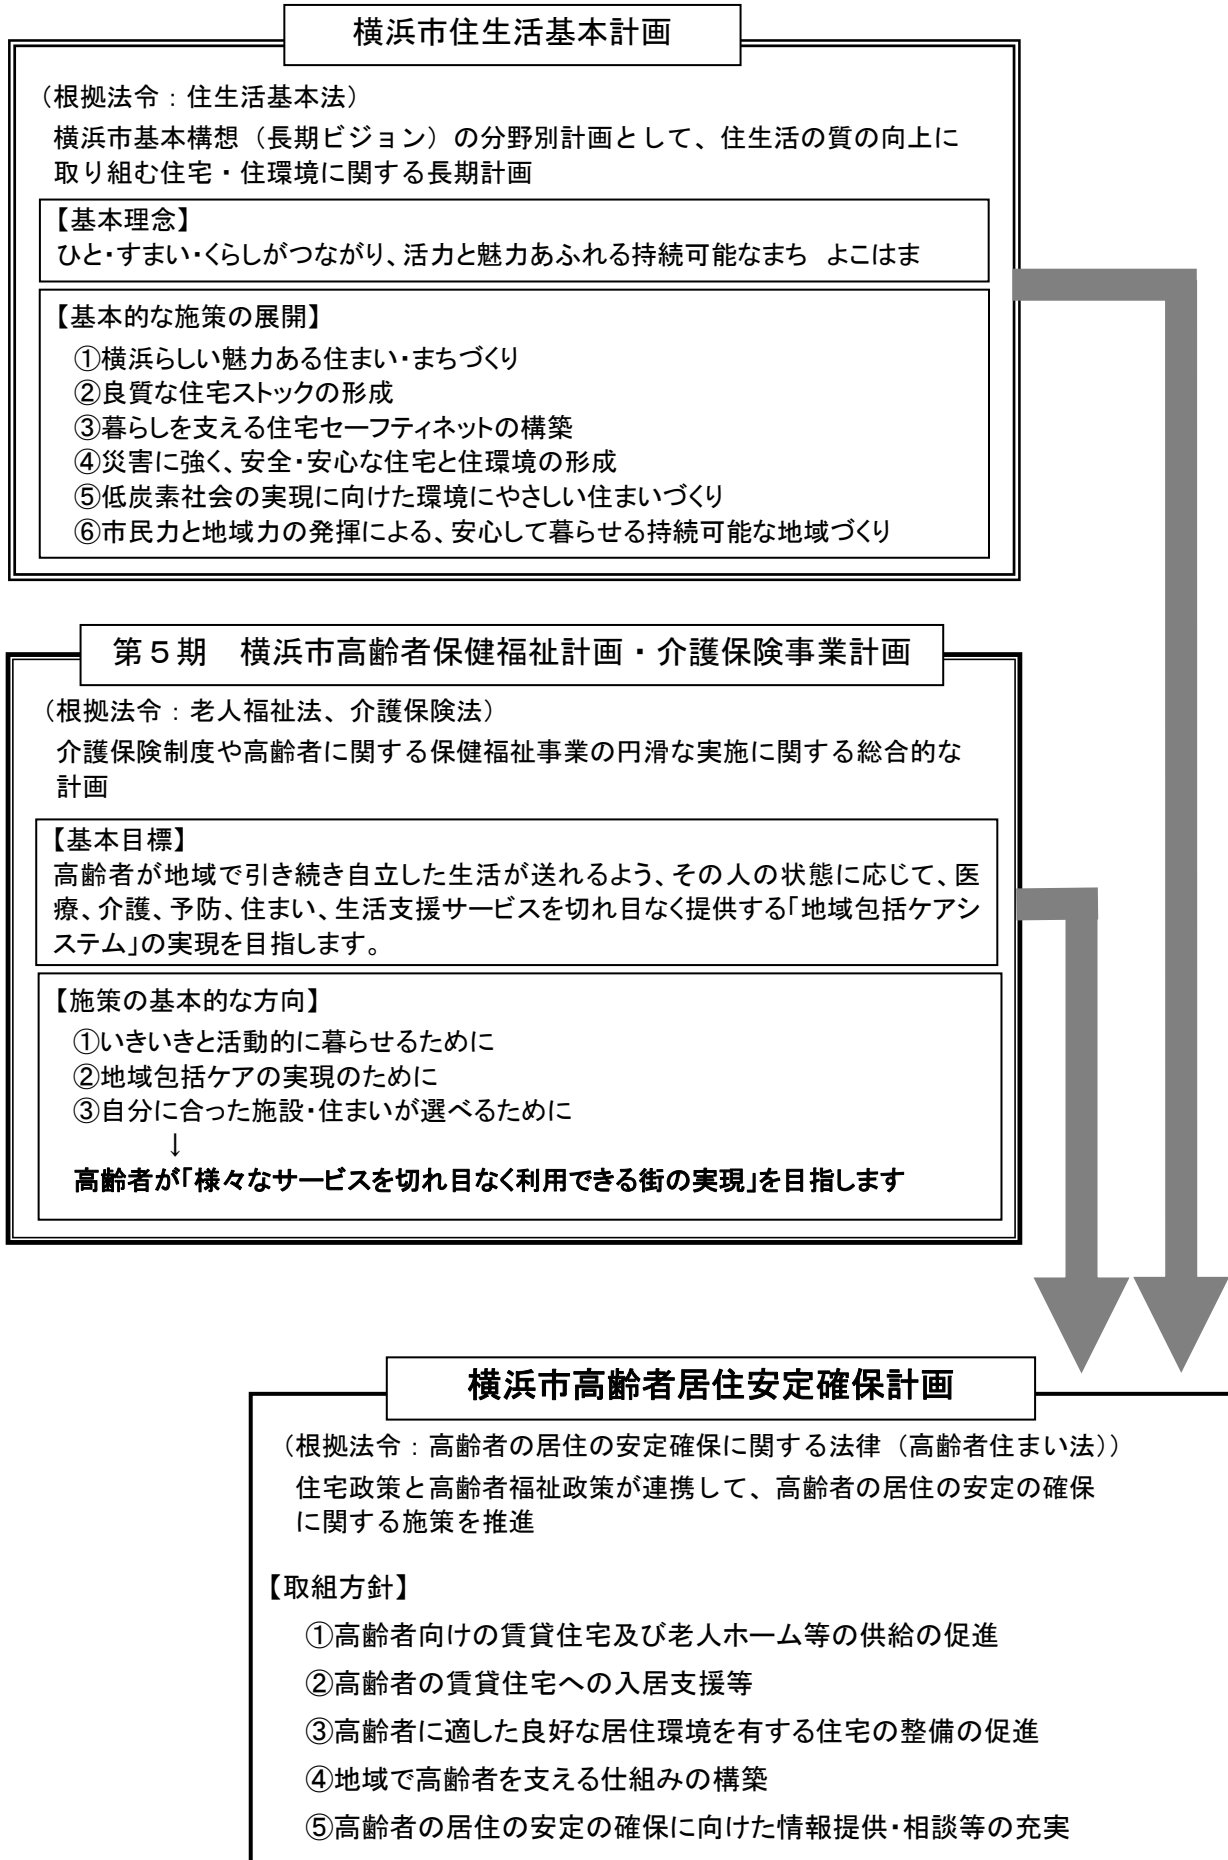 横浜市住生活基本計画
（根拠法令：住生活基本法）
横浜市基本構想（長期ビジョン）の分野別計画として、住生活の質の向上に
取り組む住宅・住環境に関する長期計画
【基本理念】
ひと・すまい・くらしがつながり、活力と魅力あふれる持続可能なまち　よこはま
【基本的な施策の展開】
①横浜らしい魅力ある住まい・まちづくり
②良質な住宅ストックの形成
③暮らしを支える住宅セーフティネットの構築
④災害に強く、安全・安心な住宅と住環境の形成
⑤低炭素社会の実現に向けた環境にやさしい住まいづくり
⑥市民力と地域力の発揮による、安心して暮らせる持続可能な地域づくり
第５期　横浜市高齢者保健福祉計画・介護保険事業計画
（根拠法令：老人福祉法、介護保険法）
介護保険制度や高齢者に関する保健福祉事業の円滑な実施に関する総合的な
計画
【基本目標】
高齢者が地域で引き続き自立した生活が送れるよう、その人の状態に応じて、医
療、介護、予防、住まい、生活支援サービスを切れ目なく提供する「地域包括ケアシ
ステム」の実現を目指します。
【施策の基本的な方向】
①いきいきと活動的に暮らせるために
②地域包括ケアの実現のために
③自分に合った施設・住まいが選べるために
↓
高齢者が「様々なサービスを切れ目なく利用できる街の実現」を目指します
横浜市高齢者居住安定確保計画
（根拠法令：高齢者の居住の安定確保に関する法律（高齢者住まい法））
住宅政策と高齢者福祉政策が連携して、高齢者の居住の安定の確保
に関する施策を推進
【取組方針】
①高齢者向けの賃貸住宅及び老人ホーム等の供給の促進
②高齢者の賃貸住宅への入居支援等
③高齢者に適した良好な居住環境を有する住宅の整備の促進
④地域で高齢者を支える仕組みの構築
⑤高齢者の居住の安定の確保に向けた情報提供・相談等の充実